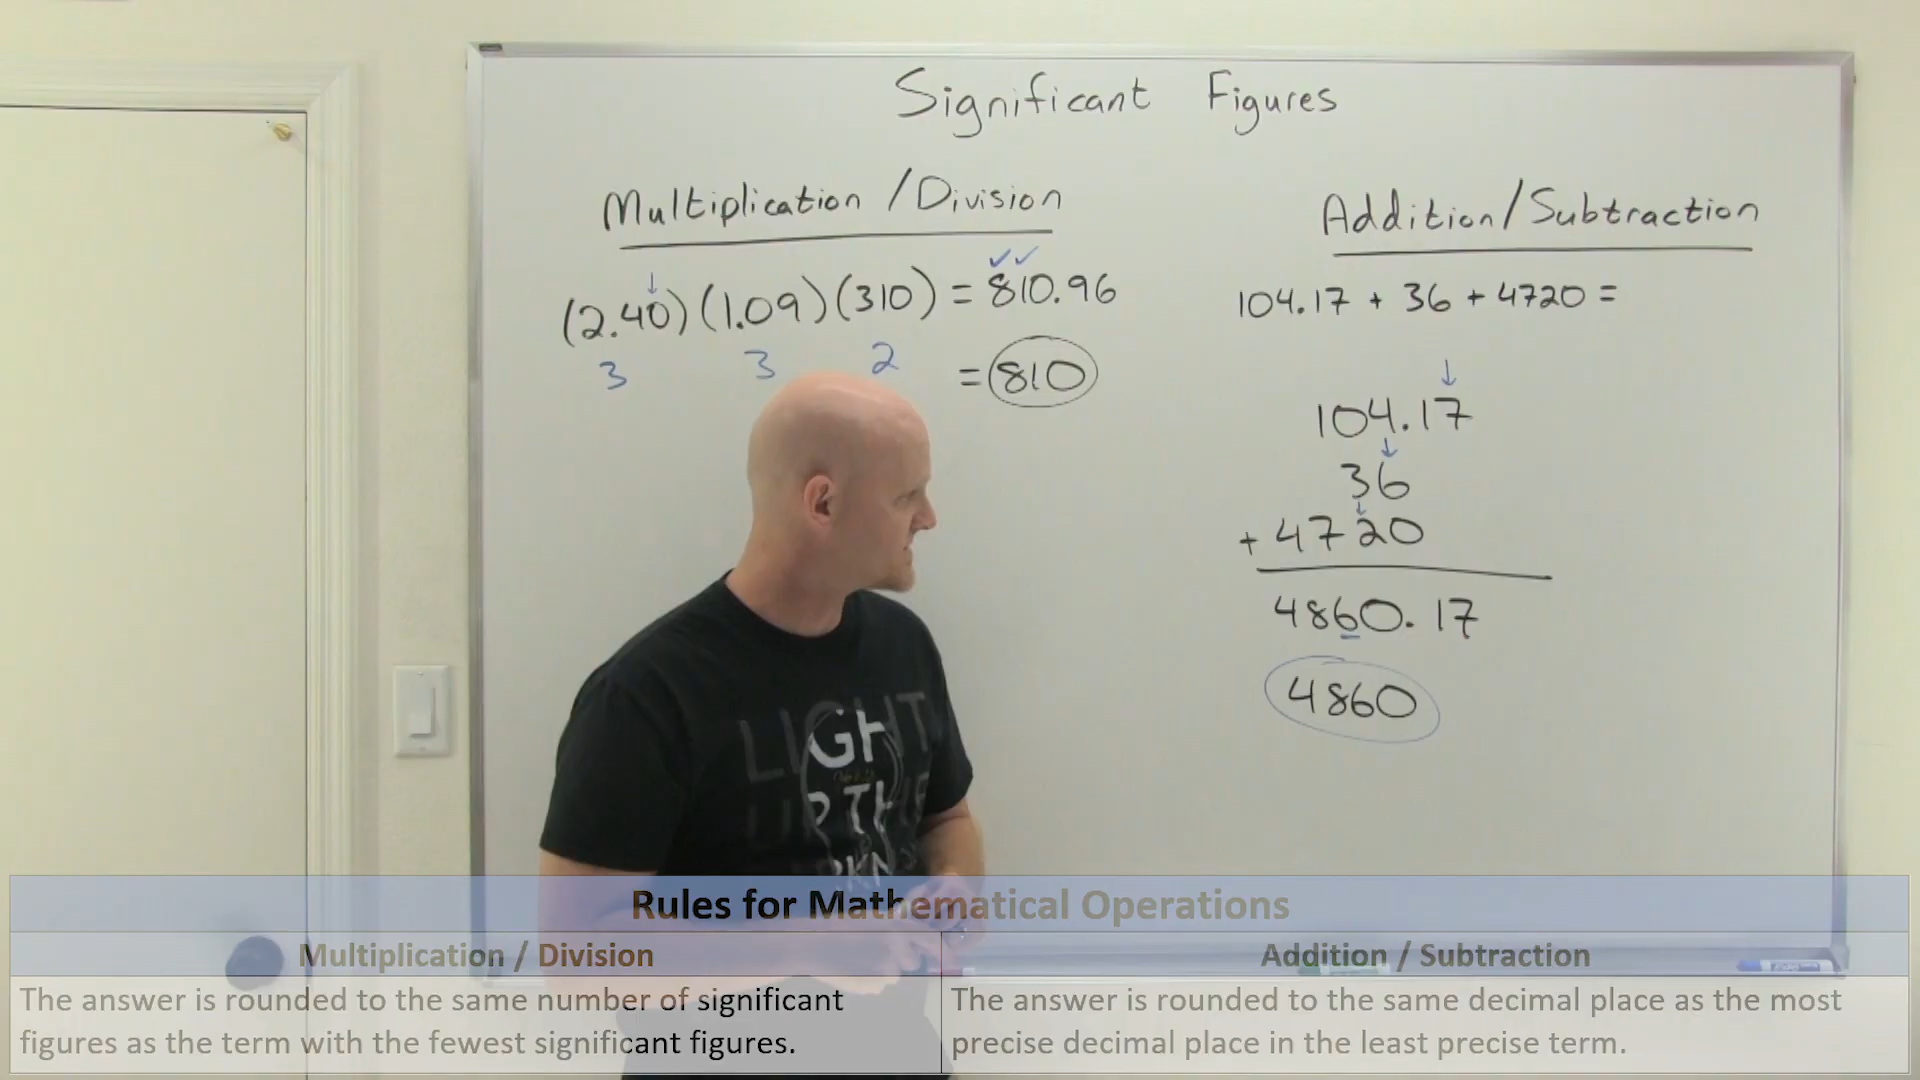 Significant Figures
Multiplication / Division
(2.40)(1.09)(310) = 810.96
3 3 2
= 810
Addition/Subtraction
104.17 + 36 + 4720 =
104.17
36
+ 4720
4860.17
4860
LIGHT
UP THE
Rules for Mathematical Operations
Multiplication / Division
The answer is rounded to the same number of significant
figures as the term with the fewest significant figures.
Addition / Subtraction
The answer is rounded to the same decimal place as the most
precise decimal place in the least precise term.